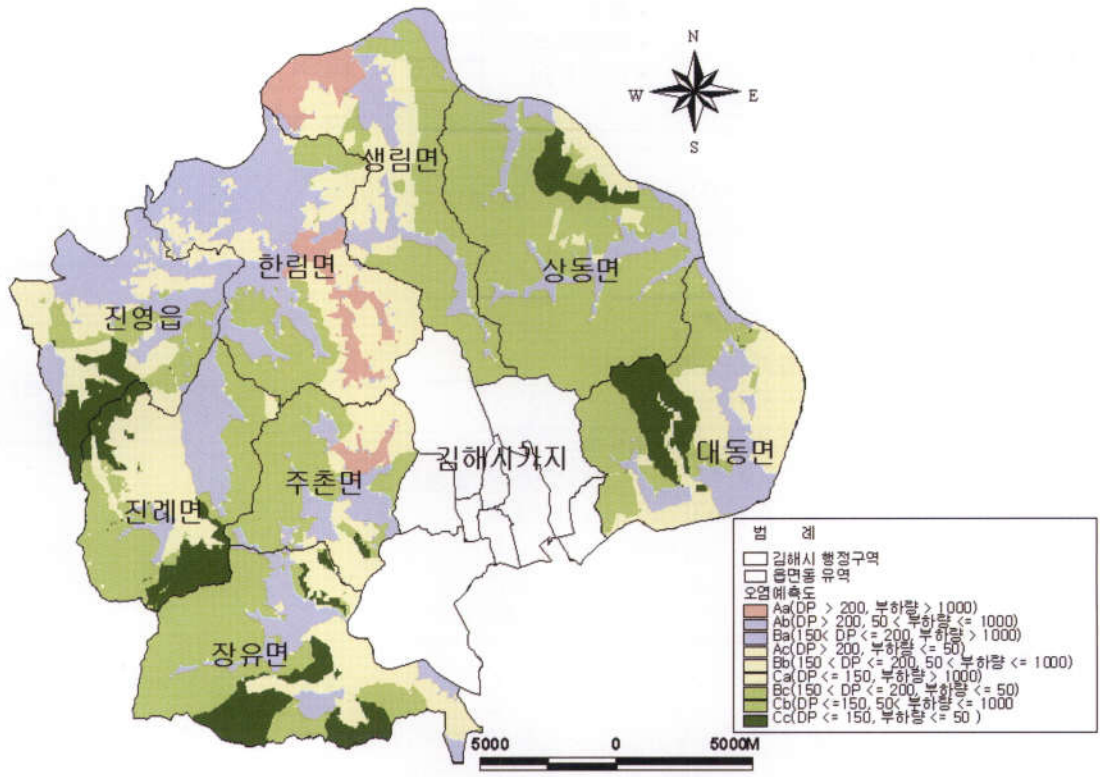 N
W E
S
생림면
한림면
상동면
진영읍
김해시가지
대동면
주촌면
진례면
장유면
범 례
김해시 행정구역
읍면동 유역
오염예측도
Aa(DP > 200, 부하량 > 1000)
Ab(DP > 200, 50 < 부하량 <= 1000)
Ba(150< DP <= 200, 부하량 > 1000)
Ac(DP > 200, 부하량 <= 50)
Bb(150 < DP <= 200, 50 < 부하량 <= 1000)
Ca(DP <= 150, 부하량 > 1000)
Bc(150 < DP <= 200, 부하량 <= 50)
Cb(DP <=150, 50< 부하량 <= 1000
Cc(DP <= 150, 부하량 <= 50 )
5000 0 5000M